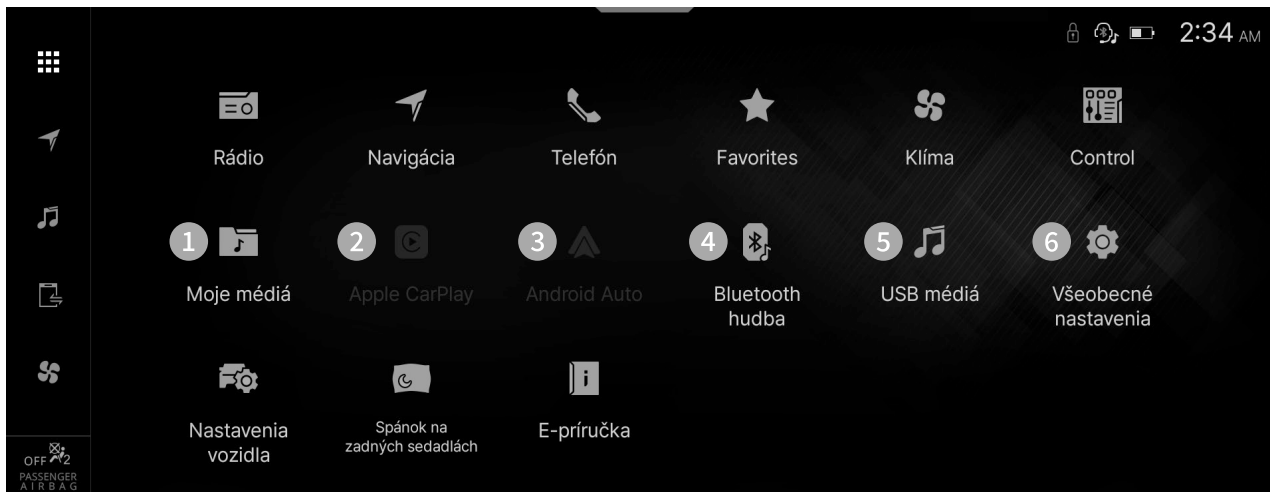 2:34 AM
Rádio
Navigácia
Telefón
Favorites
Klíma
Control
1
2
3
4
5
6
Moje médiá
Apple CarPlay
Android Auto
Bluetooth
hudba
USB médiá
Všeobecné
nastavenia
Nastavenia
vozidla
Spánok na
zadných sedadlách
E-príručka
OFF 2
PASSENGER
AIRBAG